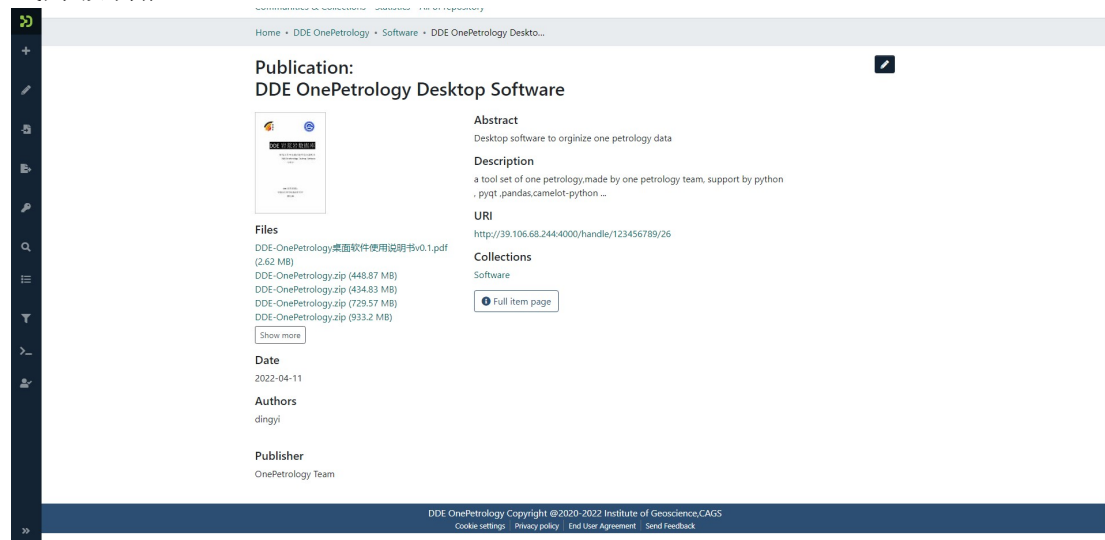 Home • DDE OnePetrology • Software • DDE OnePetrology Deskto...
Publication:
DDE OnePetrology Desktop Software
Abstract
Desktop software to orginize one petrology data
Description
a tool set of one petrology,made by one petrology team, support by python
, pyqt ,pandas,camelot-python ...
URI
http://39.106.68.244:4000/handle/123456789/26
Collections
Software
Full item page
Files
DDE-OnePetrology桌面软件使用说明书v0.1.pdf
(2.62 MB)
DDE-OnePetrology.zip (448.87 MB)
DDE-OnePetrology.zip (434.83 MB)
DDE-OnePetrology.zip (729.57 MB)
DDE-OnePetrology.zip (933.2 MB)
Show more
Date
2022-04-11
Authors
dingyi
Publisher
OnePetrology Team
DDE OnePetrology Copyright @2020-2022 Institute of Geoscience,CAGS
Cookie settings Privacy policy End User Agreement Send Feedback